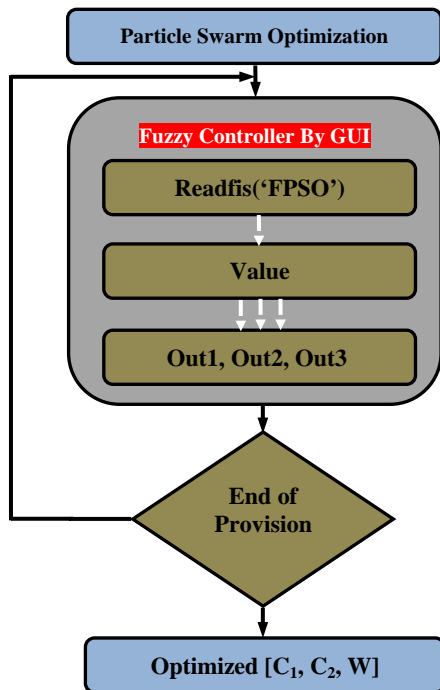 Particle Swarm Optimization
Fuzzy Controller By GUI
Readfis(‘FPSO’)
Value
Out1, Out2, Out3
End of
Provision
Optimized [C₁, C₂, W]